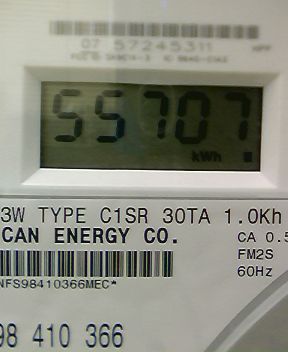 07 57245311
55707
kWh
3W TYPE C1SR 30TA 1.0Kh
CAN ENERGY CO.
CA 0.5
FM2S
60Hz
NFS98410366MEC*
98 410 366